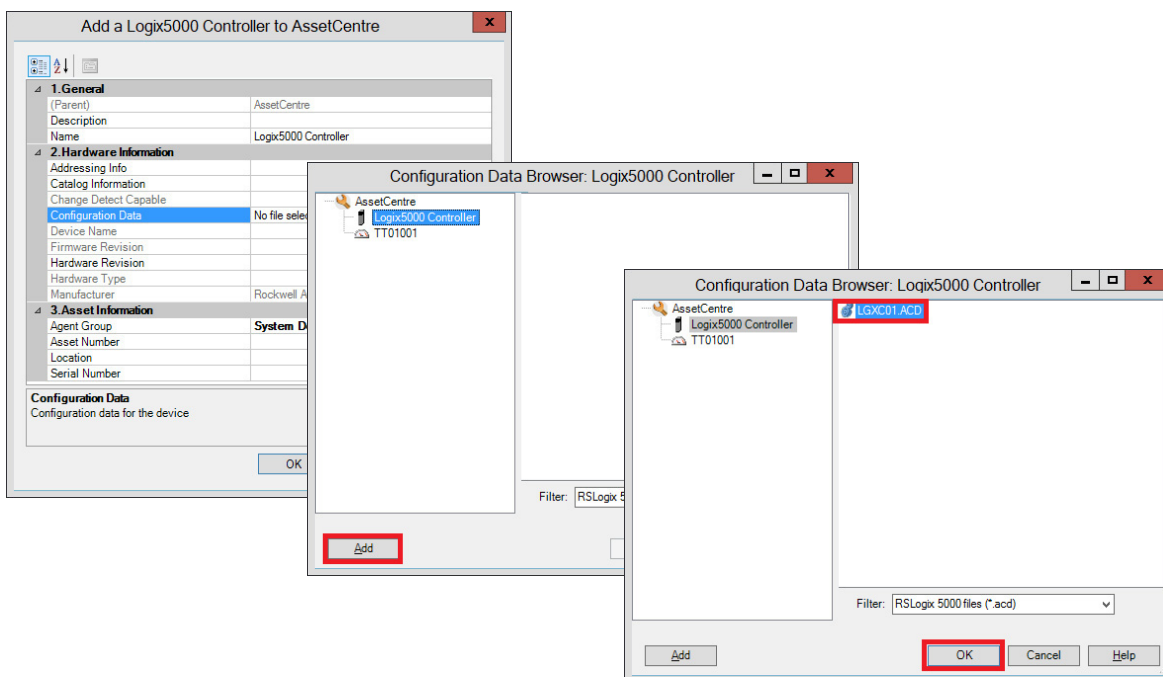 Add a Logix5000 Controller to AssetCentre
x
1.General
(Parent) AssetCentre
Description
Name Logix5000 Controller
2.Hardware Information
Addressing Info
Catalog Information
Change Detect Capable
Configuration Data No file selec
Device Name
Firmware Revision
Hardware Revision
Hardware Type
Manufacturer Rockwell A
3.Asset Information
Agent Group System D
Asset Number
Location
Serial Number
Configuration Data
Configuration data for the device
OK
Configuration Data Browser: Logix5000 Controller
x
AssetCentre
Logix5000 Controller
TT01001
Filter: RSLogix 5
Add
Configuration Data Browser: Logix5000 Controller
x
AssetCentre
Logix5000 Controller
TT01001
LGXC01.ACD
Filter: RSLogix 5000 files (*.acd)
Add OK Cancel Help